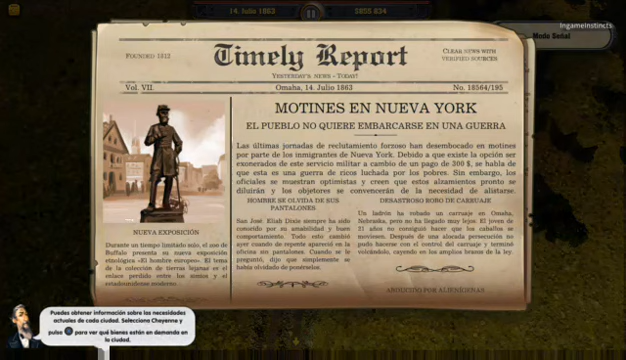 14. Julio 1863
$855.834
IngameInstincts
Modo Señal
FOUNDED 1812
Timely Report
CLEAR NEWS WITH
VERIFIED SOURCES
YESTERDAY'S NEWS - TODAY!
Vol. VII.
Omaha, 14. Julio 1863
No. 18564/195
MOTINES EN NUEVA YORK
EL PUEBLO NO QUIERE EMBARCARSE EN UNA GUERRA
Las últimas jornadas de reclutamiento forzoso han desembocado en motines
por parte de los inmigrantes de Nueva York. Debido a que existe la opción ser
exonerados de este servicio militar a cambio de un pago de 300 $, se habla de
que esta es una guerra de ricos luchada por los pobres. Sin embargo, los
oficiales se muestran optimistas y creen que estos alzamientos pronto se
diluirán y los objetores se convencerán de la necesidad de alistarse.
NUEVA EXPOSICIÓN
Durante un tiempo limitado solo, el zoo de
Buffalo presenta su nueva exposición
etnológica «El hombre europeo». El tema
de la colección de tierras lejanas es el
enlace perdido entre los simios y el
estadounidense moderno.
HOMBRE SE OLVIDA DE SUS
PANTALONES
San José. Eliah Dixis siempre ha sido
conocido por su amabilidad y buen
comportamiento. Todo esto cambió
ayer cuando de repente apareció en la
oficina sin pantalones. Cuando se le
preguntó, dijo que simplemente se
había olvidado de ponérselos.
DESASTROSO ROBO DE CARRUAJE
Un ladrón ha robado un carruaje en Omaha,
Nebraska, pero no ha llegado muy lejos. El joven de
21 años no consiguió hacer que los caballos se
moviesen. Después de una alocada persecución no
pudo hacerse con el control del carruaje y terminó
volcándolo, cayendo en los amplios brazos de la ley.
ABDUCIDO POR ALIENÍGENAS
Puedes obtener información sobre las necesidades
actuales de cada ciudad. Selecciona Cheyenne y
pulsa para ver qué bienes están en demanda en
la ciudad.